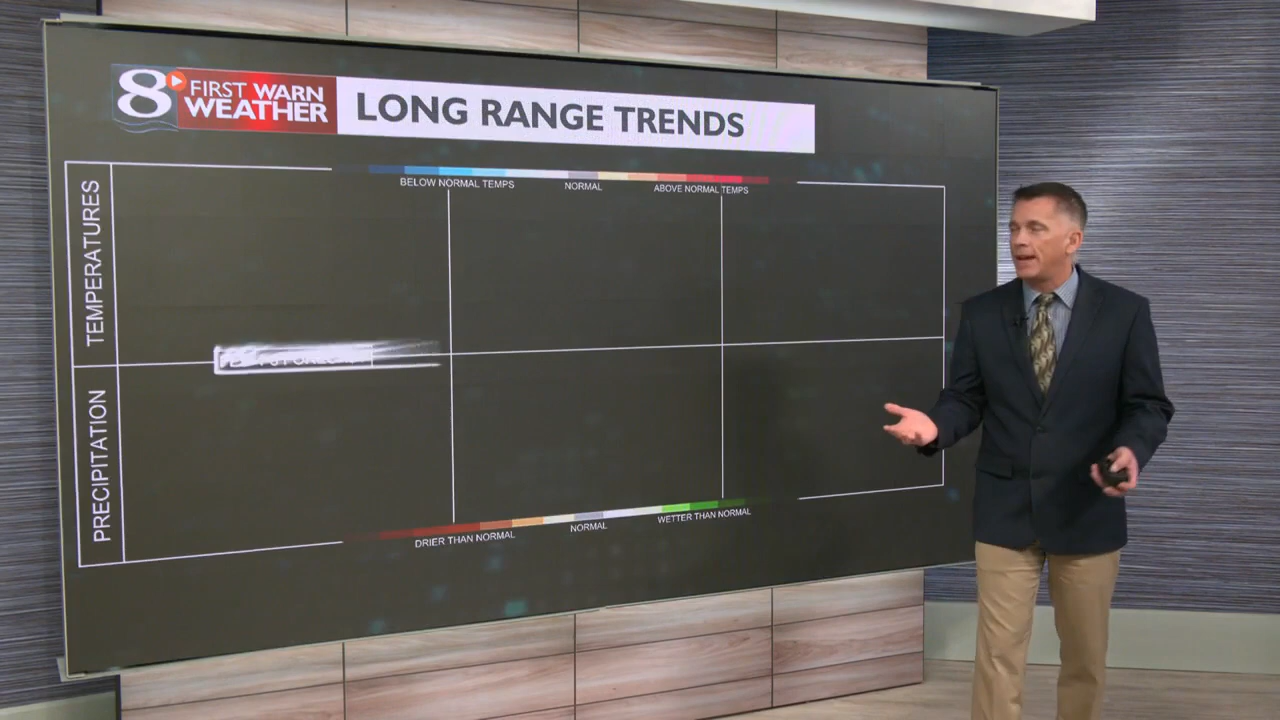 8 FIRST WARN
WEATHER
LONG RANGE TRENDS
TEMPERATURES
BELOW NORMAL TEMPS
NORMAL
ABOVE NORMAL TEMPS
PRECIPITATION
DRIER THAN NORMAL
NORMAL
WETTER THAN NORMAL